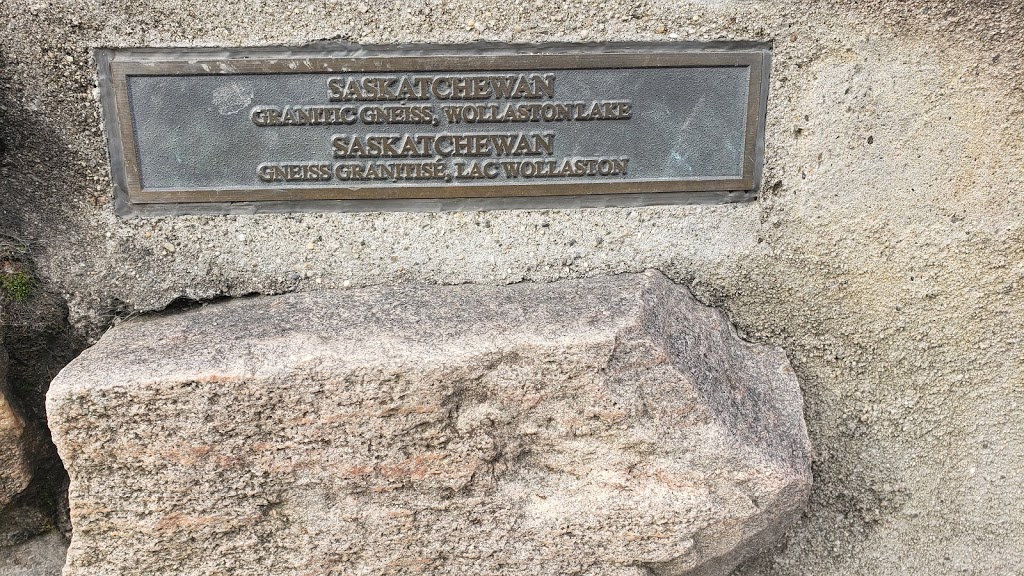 SASKATCHEWAN
GRANITIC GNEISS, WOLLASTON LAKE
SASKATCHEWAN
GNEISS GRANITISÉ, LAC WOLLASTON